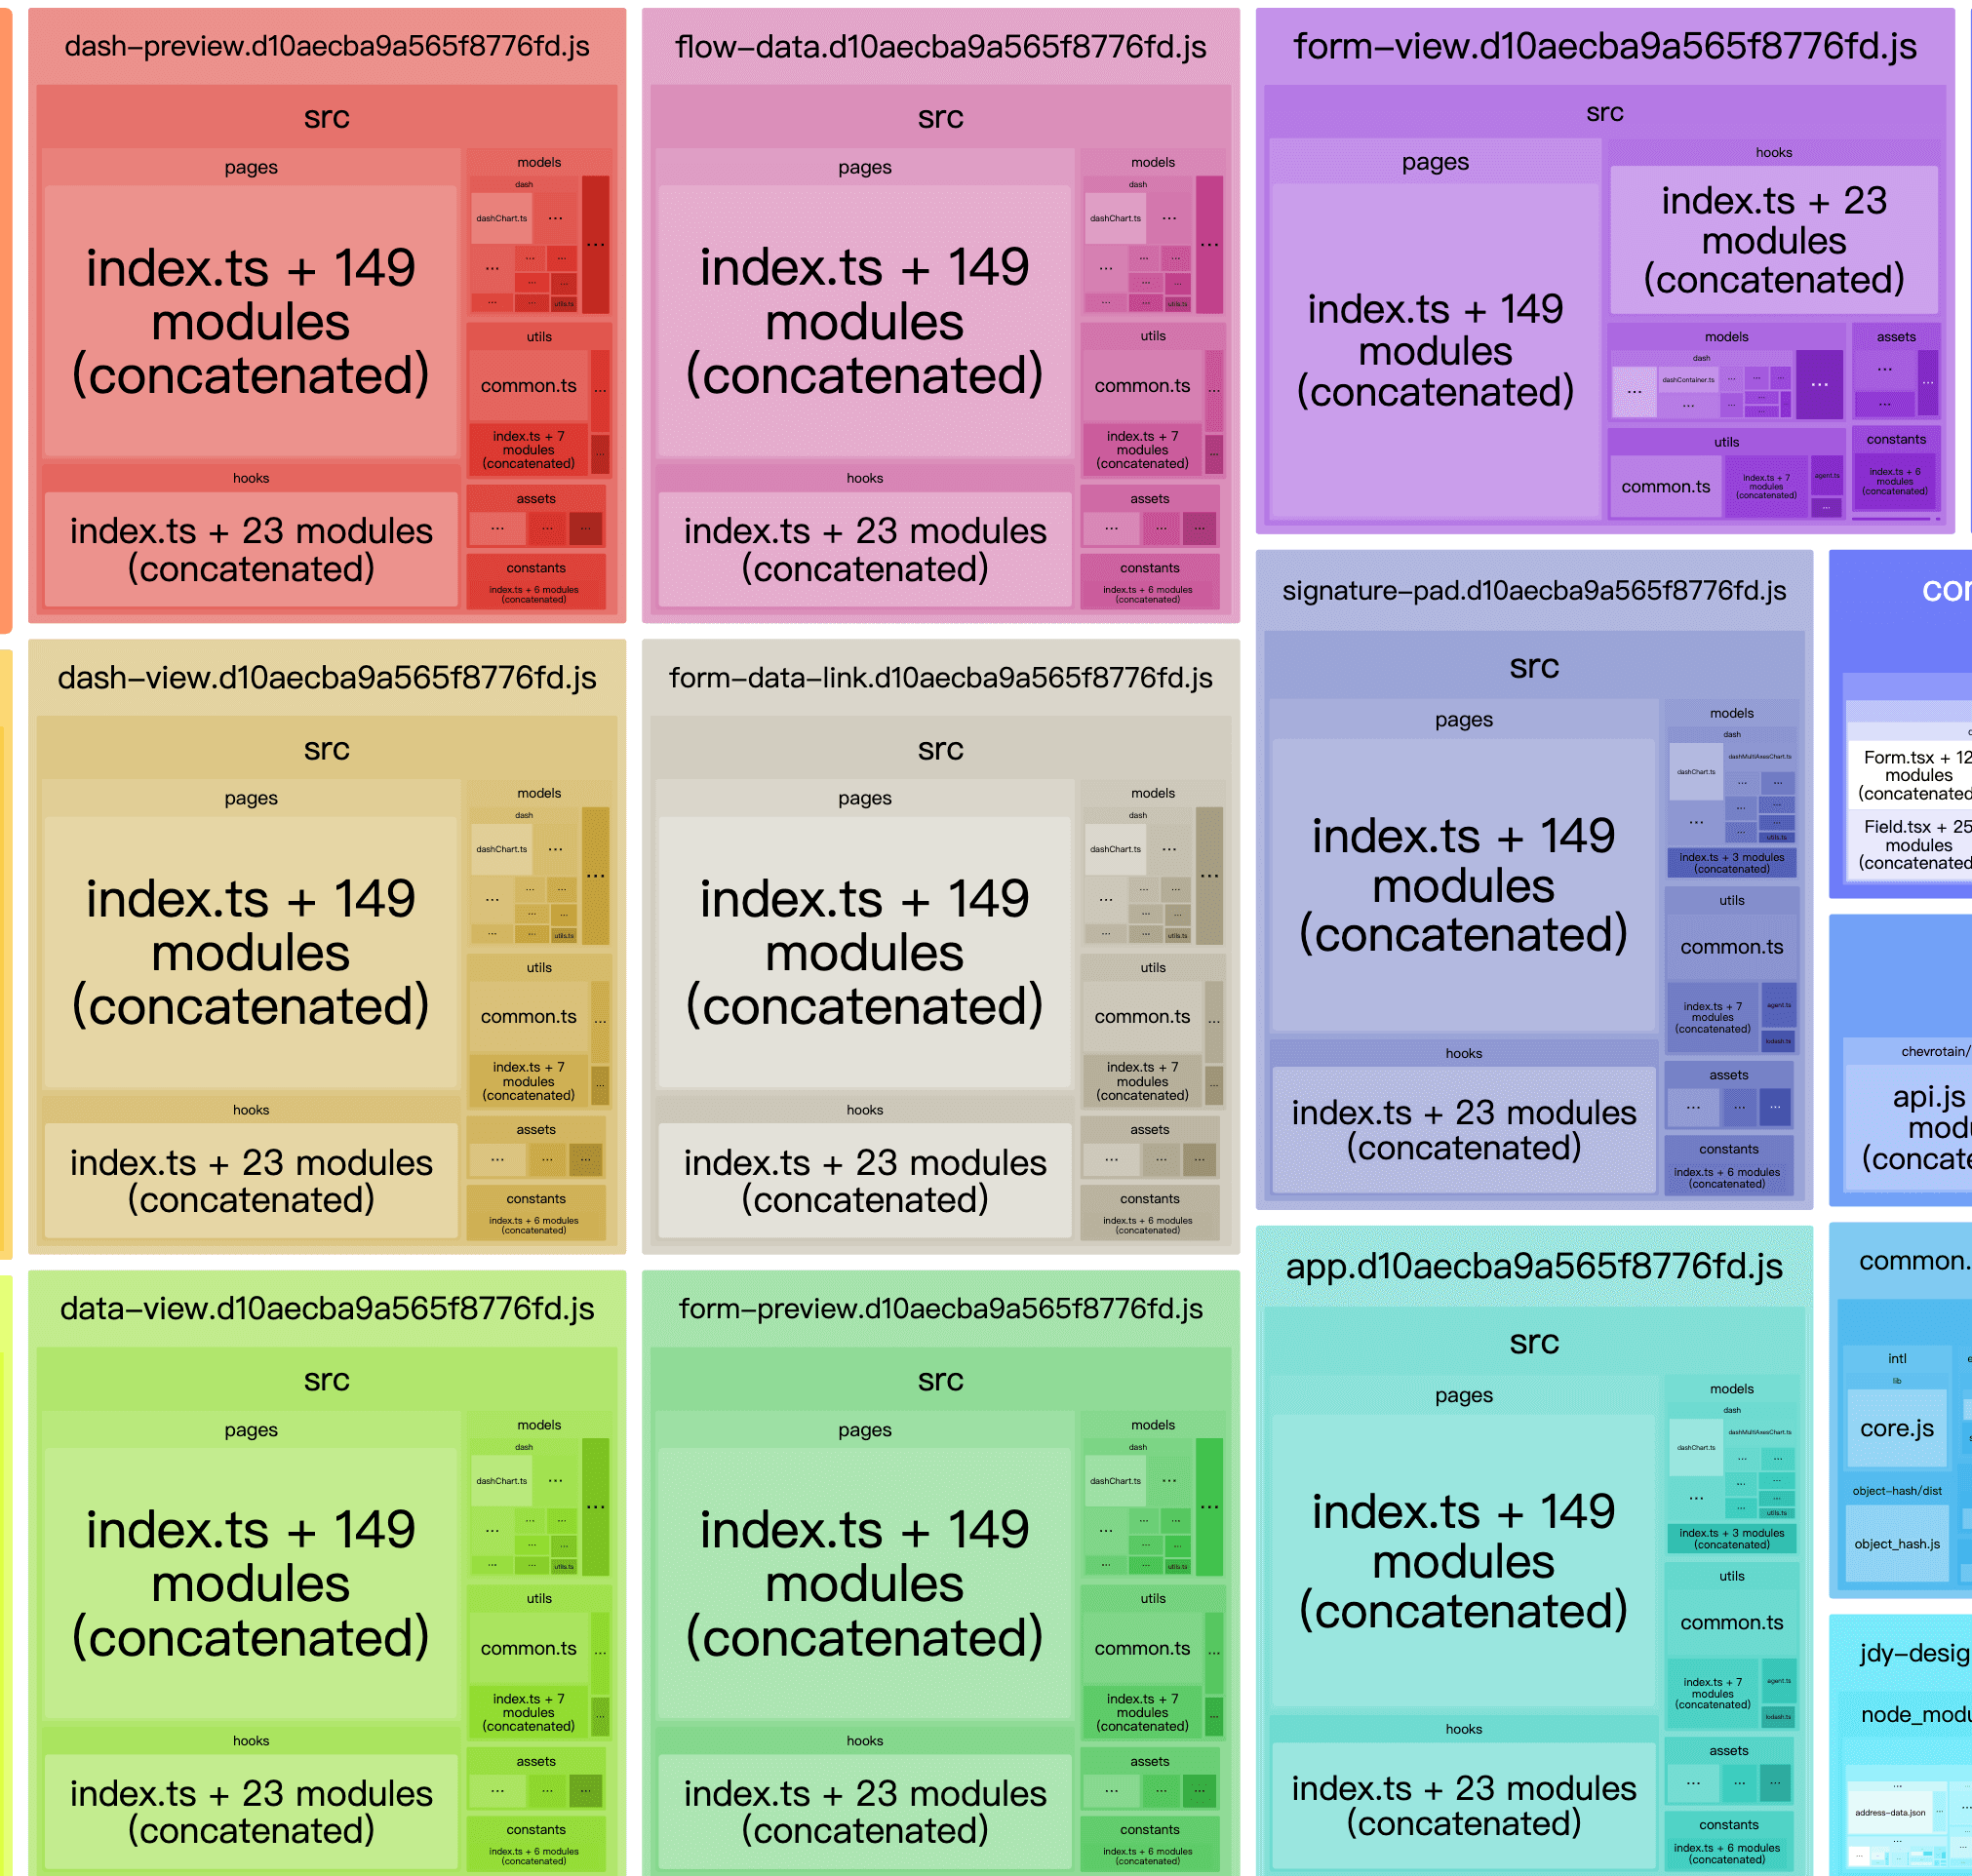 dash-preview.d10aecba9a565f8776fd.js
src
pages
index.ts + 149
modules
(concatenated)
hooks
index.ts + 23 modules
(concatenated)
models
dash
dashChart.ts
...
...
...
utils.ts
utils
common.ts
...
index.ts + 7
modules
(concatenated)
...
assets
...
...
...
constants
index.ts + 6 modules
(concatenated)
flow-data.d10aecba9a565f8776fd.js
src
pages
index.ts + 149
modules
(concatenated)
hooks
index.ts + 23 modules
(concatenated)
models
dash
dashChart.ts
...
...
...
utils.ts
utils
common.ts
...
index.ts + 7
modules
(concatenated)
...
assets
...
...
...
constants
index.ts + 6 modules
(concatenated)
form-view.d10aecba9a565f8776fd.js
src
pages
index.ts + 149
modules
(concatenated)
hooks
index.ts + 23
modules
(concatenated)
models
dash
...
dashContainer.ts
...
...
utils
common.ts
index.ts + 7
modules
(concatenated)
agent.ts
...
assets
...
...
...
constants
index.ts + 6
modules
(concatenated)
dash-view.d10aecba9a565f8776fd.js
src
pages
index.ts + 149
modules
(concatenated)
hooks
index.ts + 23 modules
(concatenated)
models
dash
dashChart.ts
...
...
...
utils.ts
utils
common.ts
...
index.ts + 7
modules
(concatenated)
...
assets
...
...
...
constants
index.ts + 6 modules
(concatenated)
form-data-link.d10aecba9a565f8776fd.js
src
pages
index.ts + 149
modules
(concatenated)
hooks
index.ts + 23 modules
(concatenated)
models
dash
dashChart.ts
...
...
...
utils.ts
utils
common.ts
...
index.ts + 7
modules
(concatenated)
...
assets
...
...
...
constants
index.ts + 6 modules
(concatenated)
signature-pad.d10aecba9a565f8776fd.js
src
pages
index.ts + 149
modules
(concatenated)
hooks
index.ts + 23 modules
(concatenated)
models
dash
dashChart.ts
dashMultiAxesChart.ts
...
utils.ts
index.ts + 3 modules
(concatenated)
utils
common.ts
index.ts + 7
modules
(concatenated)
agent.ts
lodash.ts
assets
...
...
...
constants
index.ts + 6 modules
(concatenated)
data-view.d10aecba9a565f8776fd.js
src
pages
index.ts + 149
modules
(concatenated)
hooks
index.ts + 23 modules
(concatenated)
models
dash
dashChart.ts
...
...
...
utils.ts
utils
common.ts
...
index.ts + 7
modules
(concatenated)
...
assets
...
...
...
constants
index.ts + 6 modules
(concatenated)
form-preview.d10aecba9a565f8776fd.js
src
pages
index.ts + 149
modules
(concatenated)
hooks
index.ts + 23 modules
(concatenated)
models
dash
dashChart.ts
...
...
...
utils.ts
utils
common.ts
...
index.ts + 7
modules
(concatenated)
...
assets
...
...
...
constants
index.ts + 6 modules
(concatenated)
app.d10aecba9a565f8776fd.js
src
pages
index.ts + 149
modules
(concatenated)
hooks
index.ts + 23 modules
(concatenated)
models
dash
dashChart.ts
dashMultiAxesChart.ts
...
utils.ts
index.ts + 3 modules
(concatenated)
utils
common.ts
index.ts + 7
modules
(concatenated)
agent.ts
lodash.ts
assets
...
...
...
constants
index.ts + 6 modules
(concatenated)
Form.tsx + 12
modules
(concatenated
Field.tsx + 25
modules
(concatenated
chevrotain/
api.js
modu
(concate
common.
intl
lib
core.js
object-hash/dist
object_hash.js
jdy-desig
node_modu
...
address-data.json
...